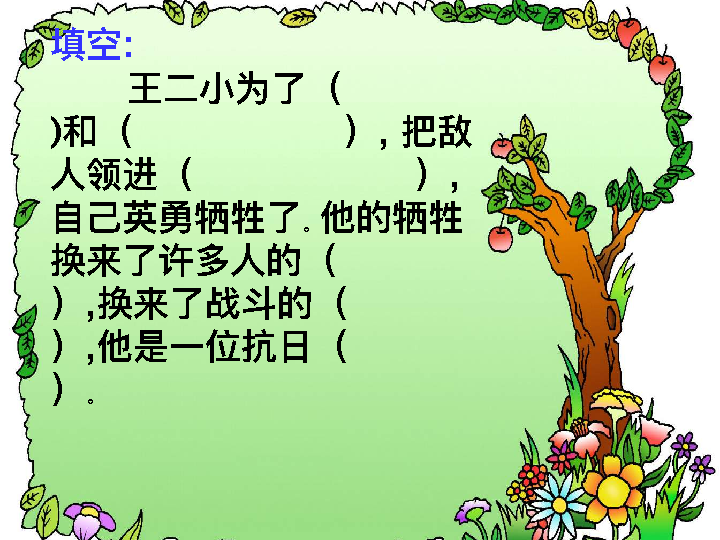 填空:
王二小为了（
)和（　　　　　　），把敌
人领进（　　　　　　），
自己英勇牺牲了。他的牺牲
换来了许多人的（
）,换来了战斗的（
）,他是一位抗日（
）。